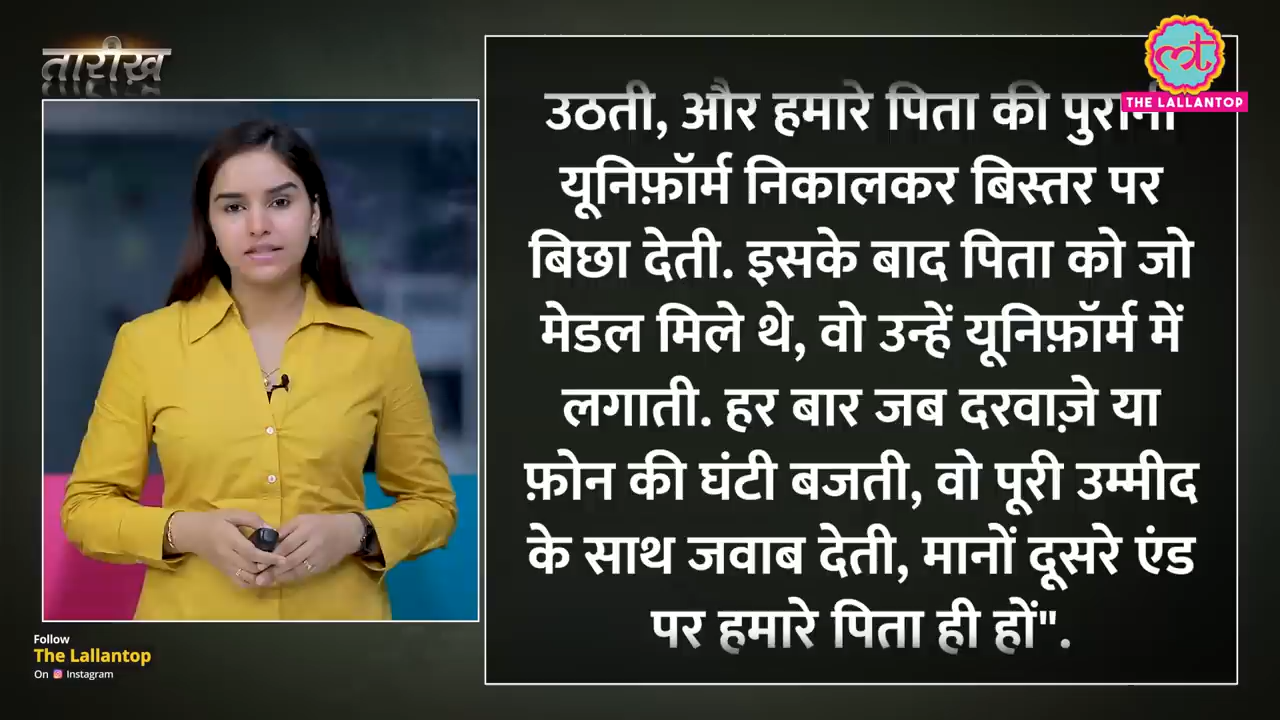 तारीख़
THE LALLANTOP
उठती, और हमारे पिता की पुरानी
यूनिफ़ॉर्म निकालकर बिस्तर पर
बिछा देती. इसके बाद पिता को जो
मेडल मिले थे, वो उन्हें यूनिफ़ॉर्म में
लगाती. हर बार जब दरवाज़े या
फ़ोन की घंटी बजती, वो पूरी उम्मीद
के साथ जवाब देती, मानों दूसरे एंड
पर हमारे पिता ही हों".
Follow
The Lallantop
On Instagram